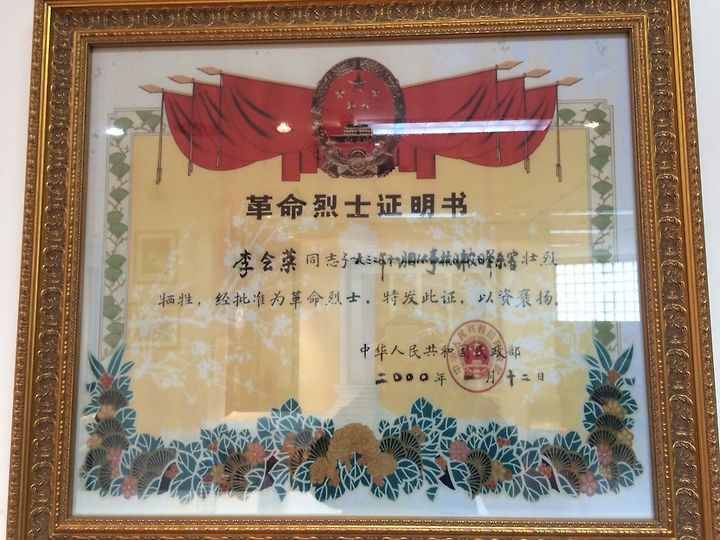 革命烈士证明书
李会荣同志于
壮烈
牺牲，经批准为革命烈士。特发此证，以资褒扬。
中华人民共和国民政部
二〇〇〇年一月十二日